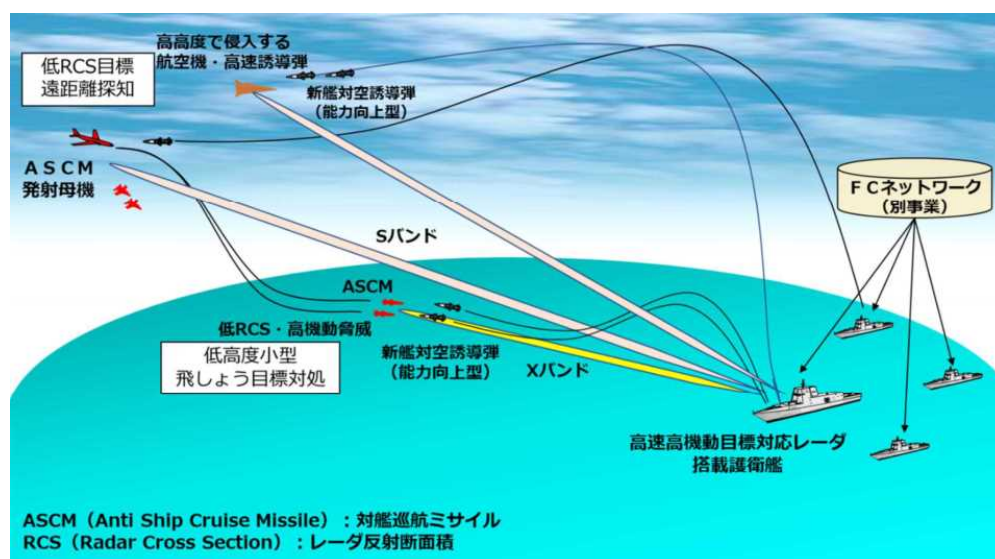 高高度で侵入する
航空機・高速誘導弾
低RCS目標
遠距離探知
新艦対空誘導弾
（能力向上型）
ＡＳＣＭ
発射母機
ＦＣネットワーク
（別事業）
Sバンド
ASCM
低RCS・高機動脅威
低高度小型
飛しょう目標対処
新艦対空誘導弾
（能力向上型）
Xバンド
高速高機動目標対応レーダ
搭載護衛艦
ASCM（Anti Ship Cruise Missile）：対艦巡航ミサイル
RCS（Radar Cross Section）：レーダ反射断面積